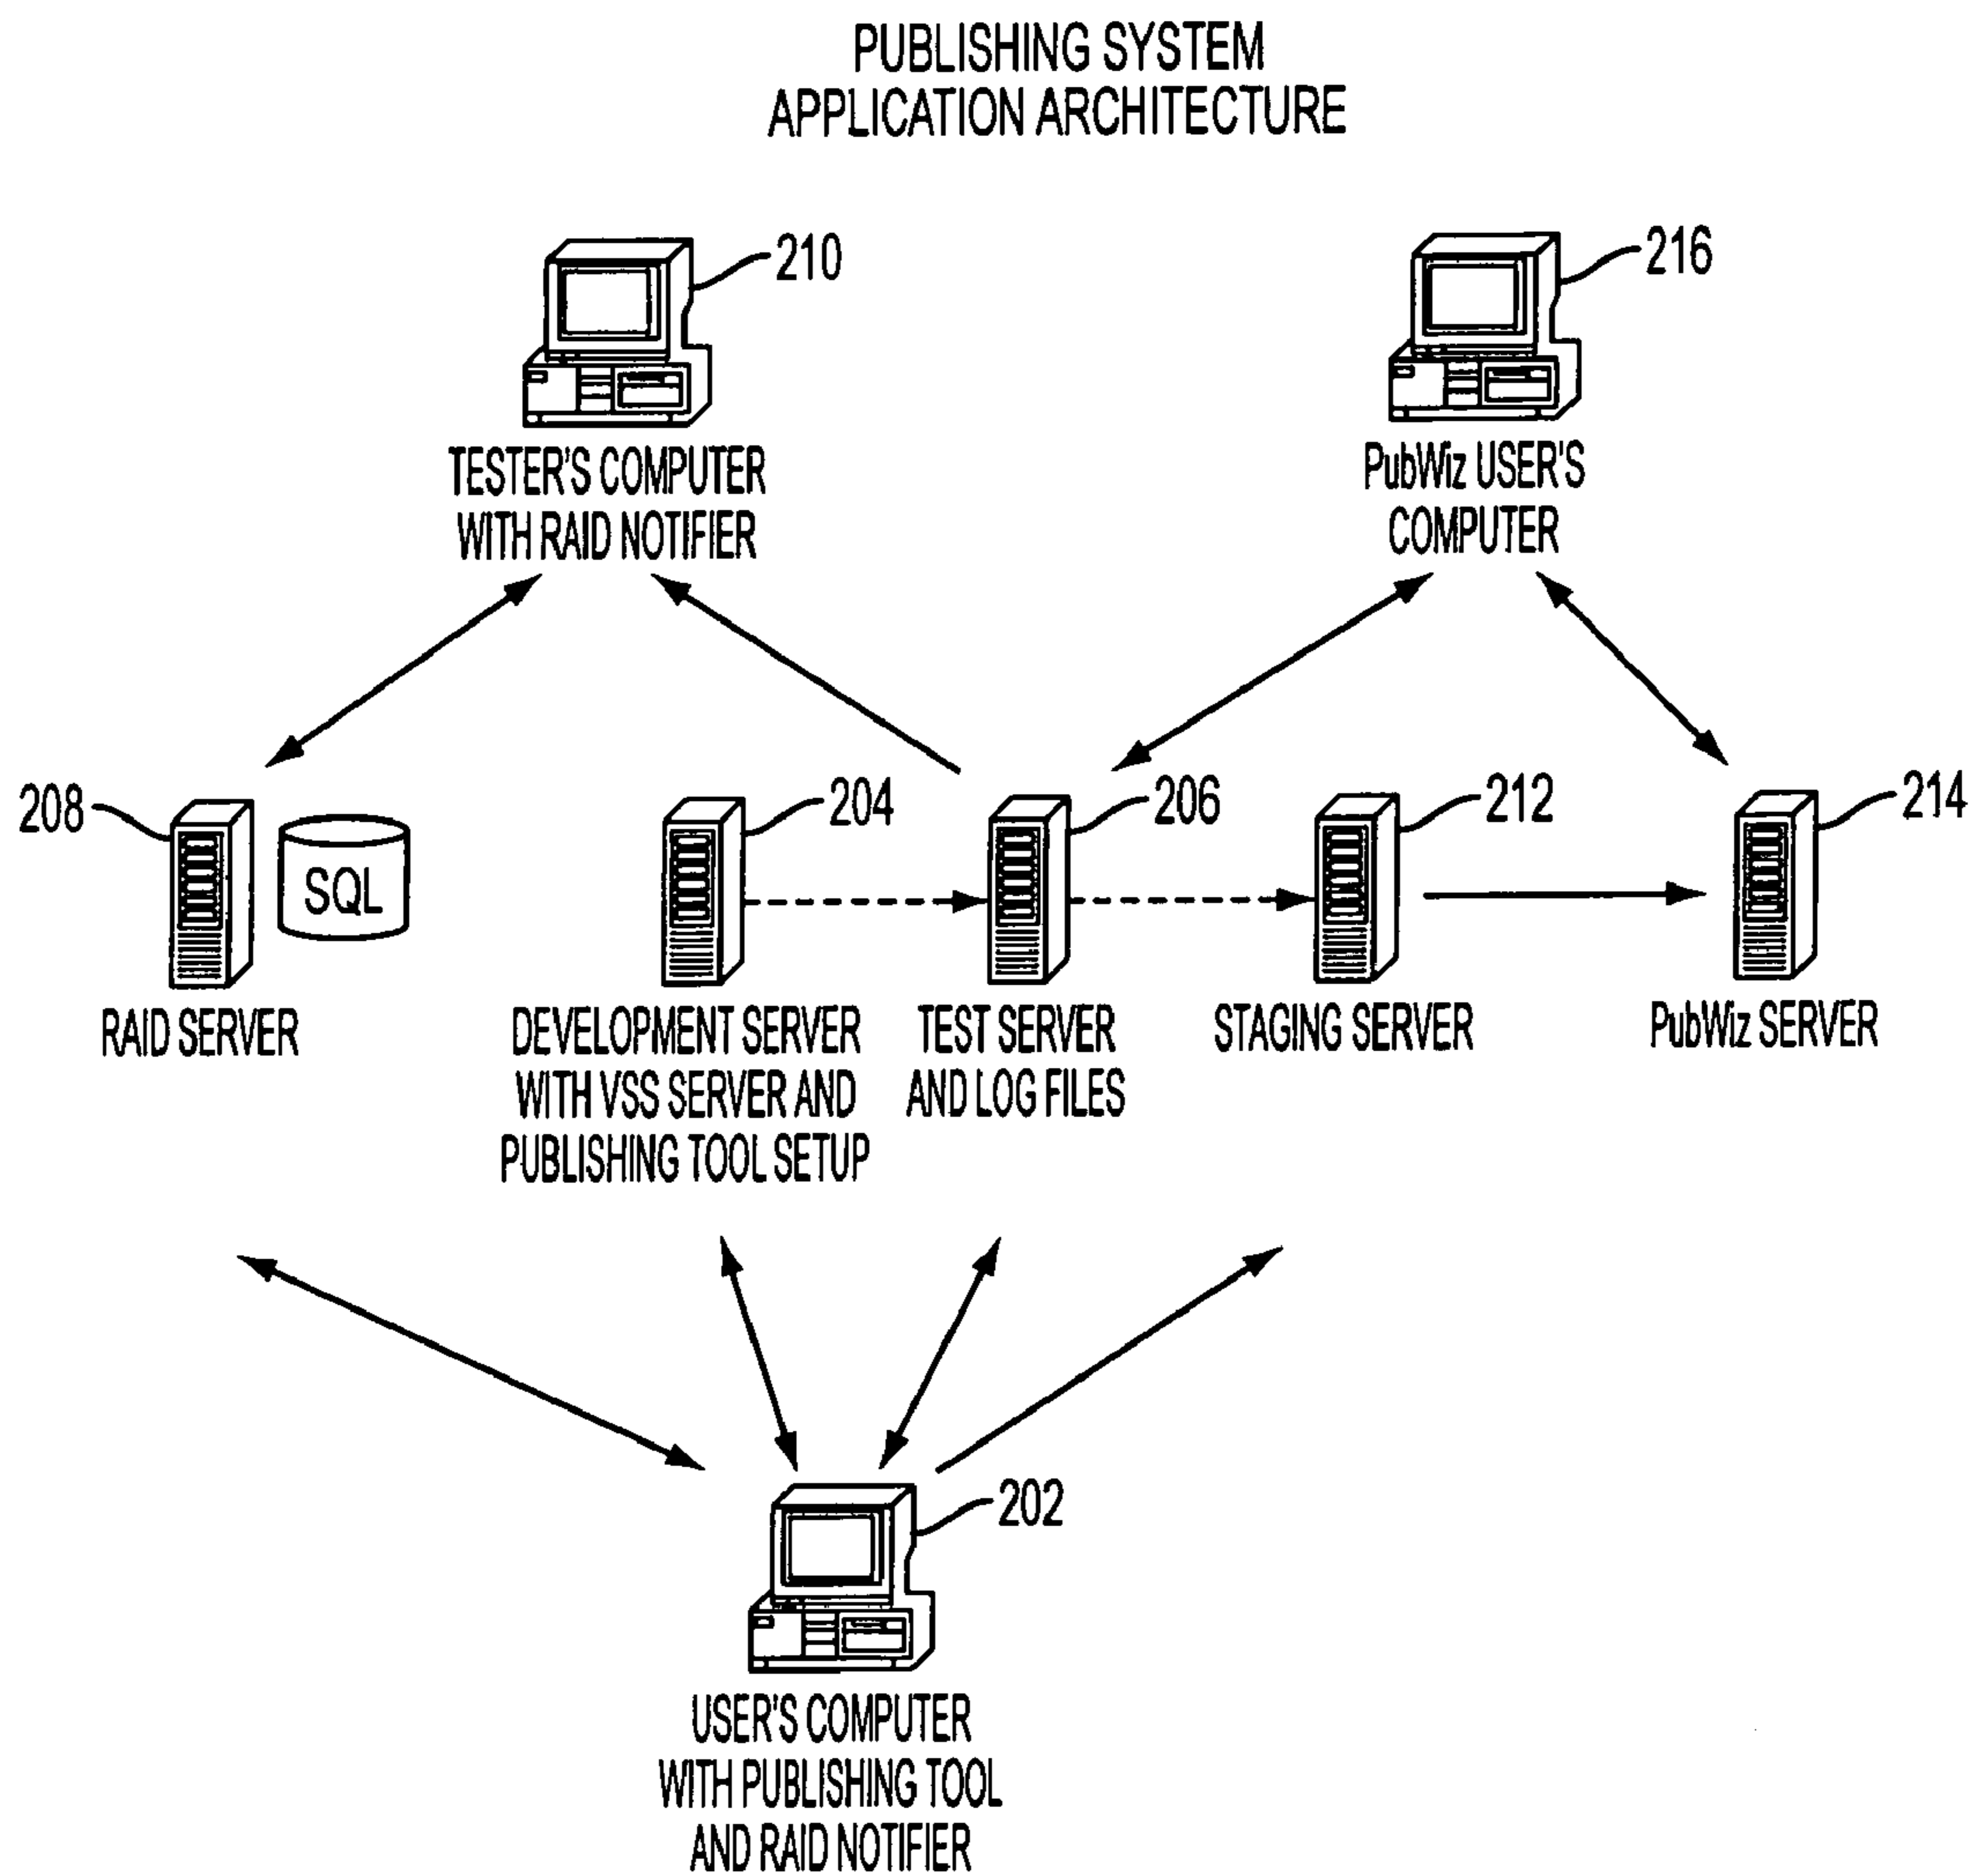 PUBLISHING SYSTEM
APPLICATION ARCHITECTURE
210
216
TESTER'S COMPUTER
WITH RAID NOTIFIER
PubWiz USER'S
COMPUTER
208
204
206
212
214
SQL
RAID SERVER
DEVELOPMENT SERVER
WITH VSS SERVER AND
PUBLISHING TOOL SETUP
TEST SERVER
AND LOG FILES
STAGING SERVER
PubWiz SERVER
202
USER'S COMPUTER
WITH PUBLISHING TOOL
AND RAID NOTIFIER